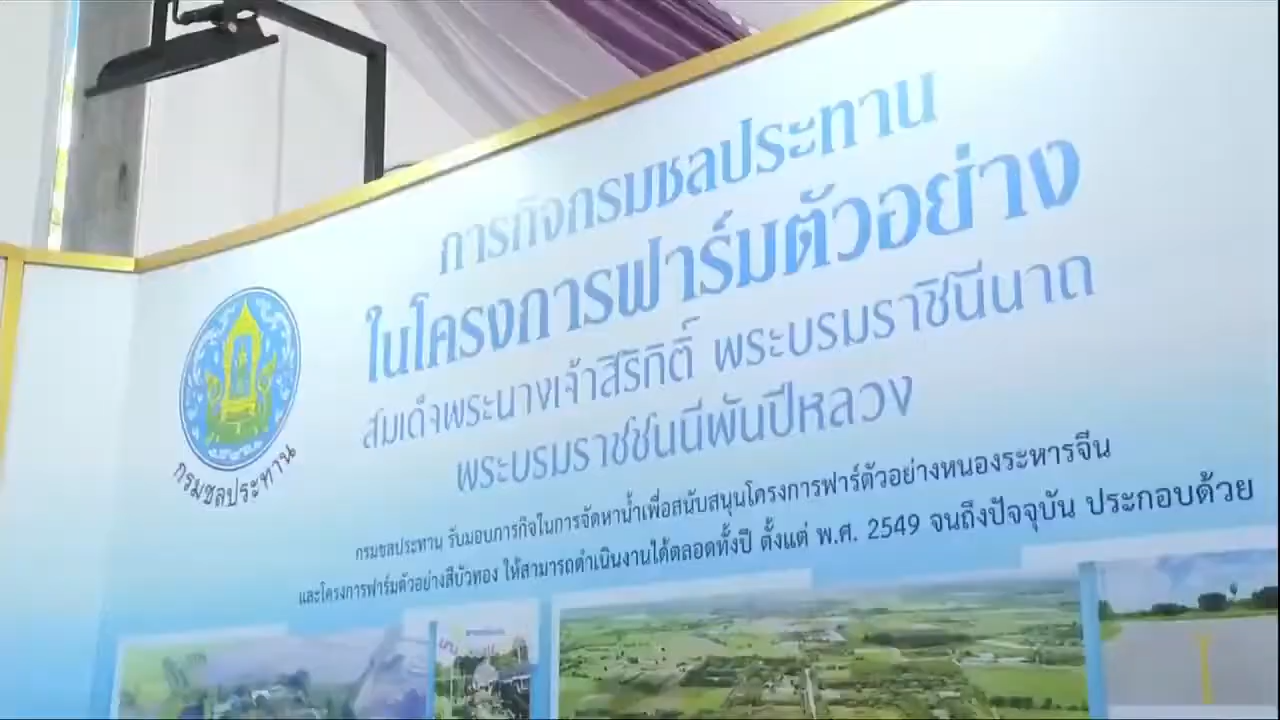 ภารกิจกรมชลประทาน
ในโครงการฟาร์มตัวอย่าง
สมเด็จพระนางเจ้าสิริกิติ์ พระบรมราชินีนาถ
พระบรมราชชนนีพันปีหลวง
กรมชลประทาน
กรมชลประทาน รับมอบภารกิจในการจัดหาน้ำเพื่อสนับสนุนโครงการฟาร์ตัวอย่างหนองระหารจีน
และโครงการฟาร์มตัวอย่างสีบัวทอง ให้สามารถดำเนินงานได้ตลอดทั้งปี ตั้งแต่ พ.ศ. 2549 จนถึงปัจจุบัน ประกอบด้วย